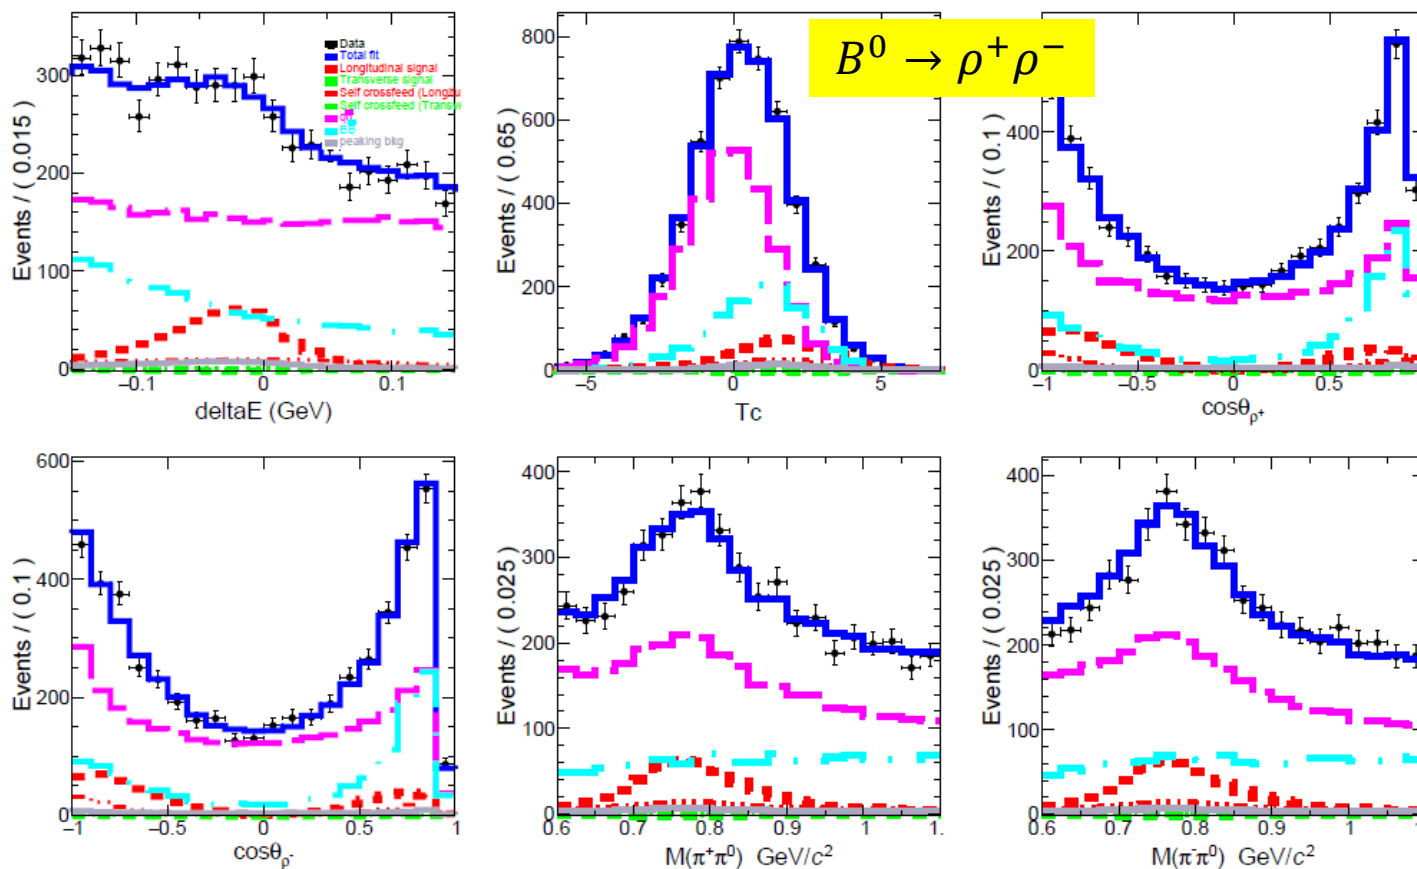 B⁰ → ρ⁺ρ⁻
Events / ( 0.015 )
300
200
100
0
-0.1
0
0.1
deltaE (GeV)
Data
Total fit
Longitudinal signal
Transverse signal
Self crossfeed (Longitu
Self crossfeed (Transv
peaking bkg
Events / ( 0.65 )
800
600
400
200
0
−5
0
5
Tc
Events / ( 0.1 )
400
200
0
−1
−0.5
0
0.5
cosθρ⁺
Events / ( 0.1 )
600
400
200
0
−1
−0.5
0
0.5
1
cosθρ⁻
Events / ( 0.025 )
400
300
200
100
0
0.6
0.7
0.8
0.9
1
1.
M(π⁺π⁰) GeV/c²
Events / ( 0.025 )
400
300
200
100
0
0.6
0.7
0.8
0.9
1
1.
M(π⁻π⁰) GeV/c²